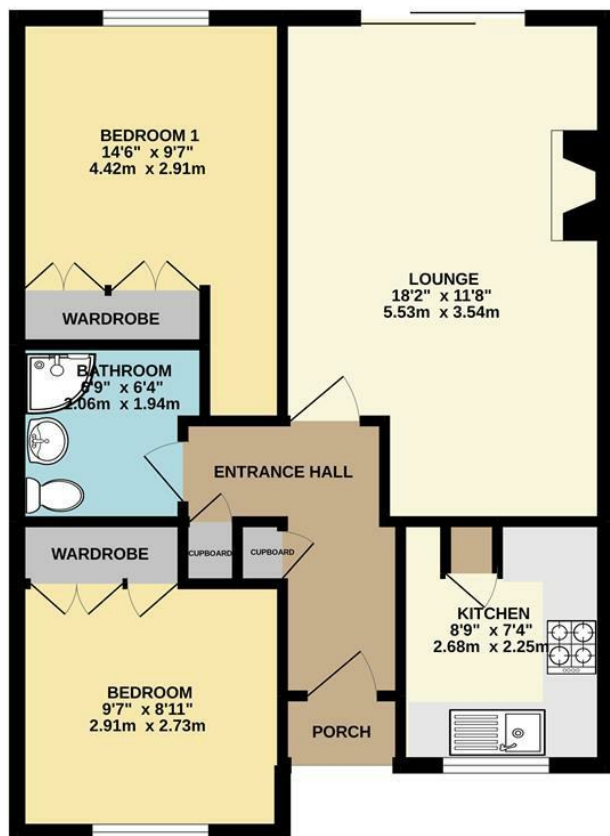 BEDROOM 1
14'6" x 9'7"
4.42m x 2.91m
LOUNGE
18'2" x 11'8"
5.53m x 3.54m
WARDROBE
BATHROOM
6'9" x 6'4"
2.06m x 1.94m
ENTRANCE HALL
WARDROBE
CUPBOARD
CUPBOARD
KITCHEN
8'9" x 7'4"
2.68m x 2.25m
BEDROOM
9'7" x 8'11"
2.91m x 2.73m
PORCH